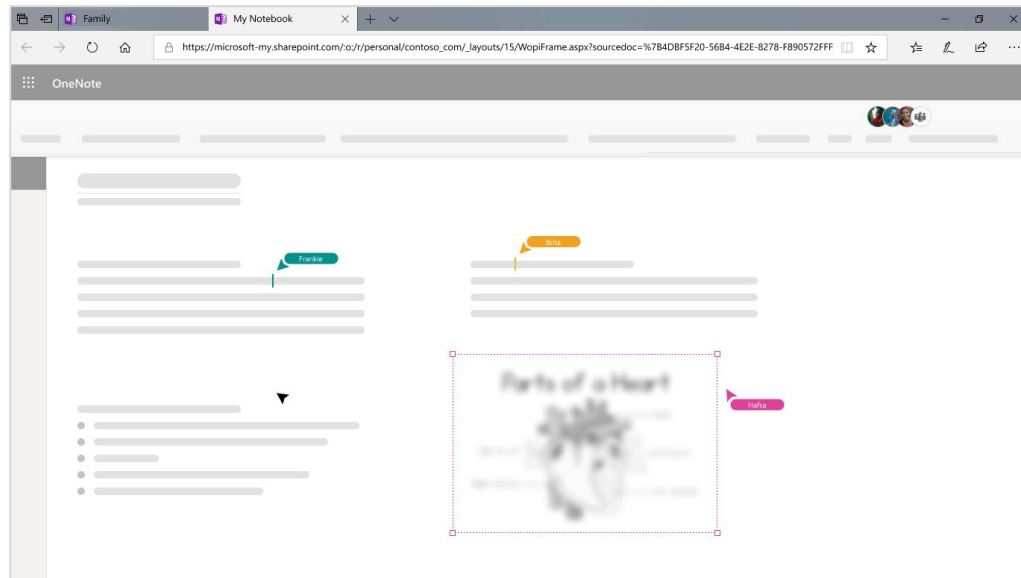 Family
My Notebook
https://microsoft-my.sharepoint.com/:o:/r/personal/contoso_com/_layouts/15/WopiFrame.aspx?sourcedoc=%7B4DBF5F20-56B4-4E2E-8278-F890572FFF
OneNote
Brita
Frankie
Parts of a Heart
Hafsa